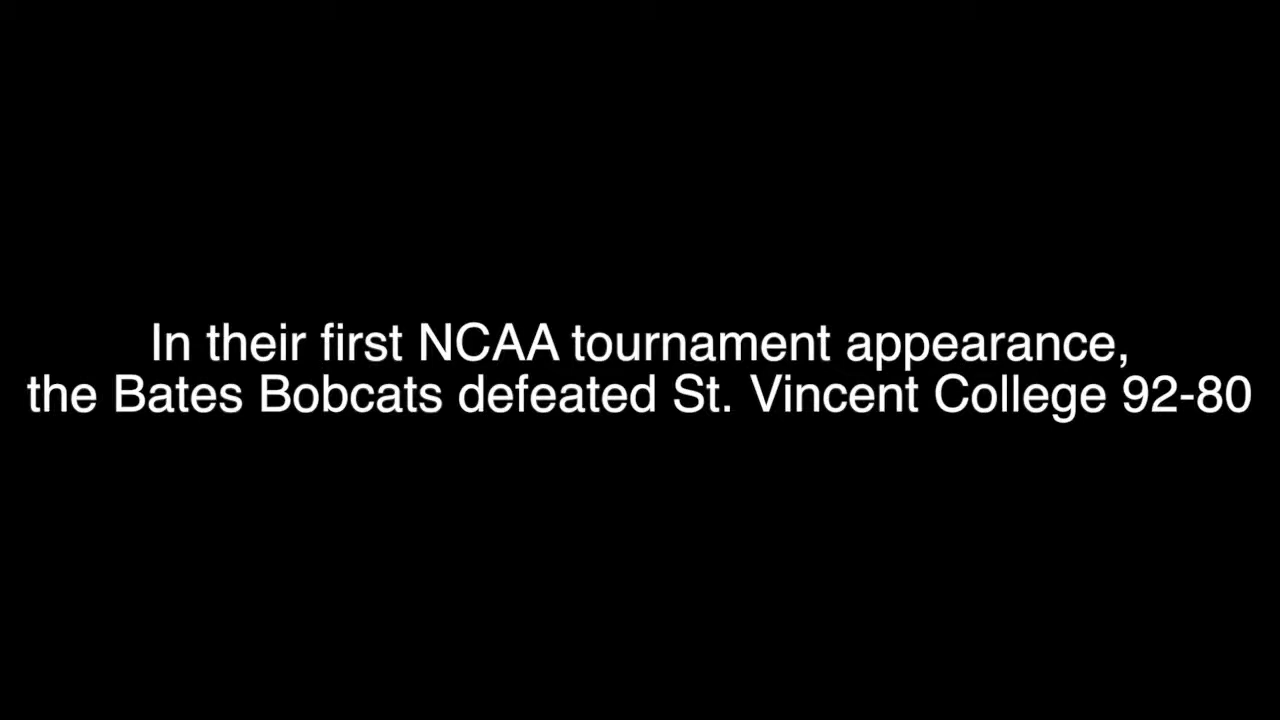 In their first NCAA tournament appearance,
the Bates Bobcats defeated St. Vincent College 92-80